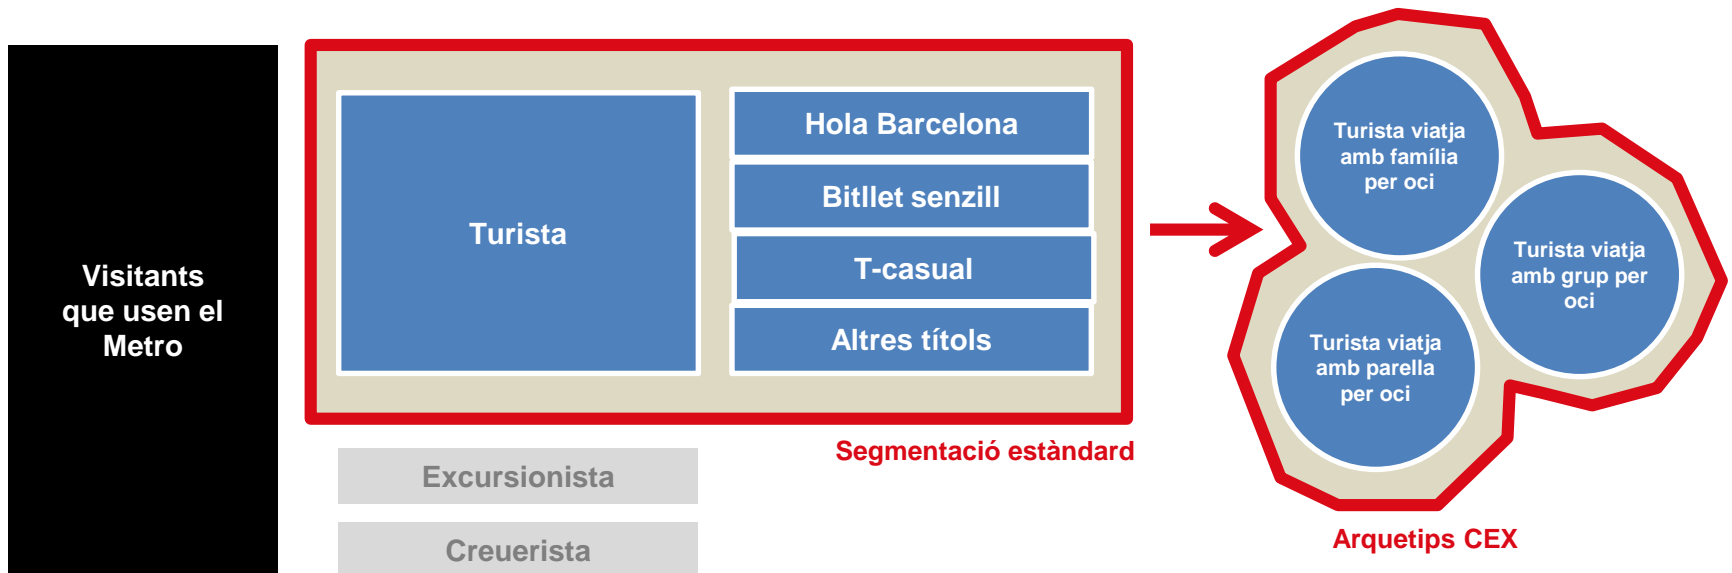 Visitants
que usen el
Metro
Turista
Hola Barcelona
Bitllet senzill
T-casual
Altres títols
Segmentació estàndard
Excursionista
Creuerista
Turista viatja
amb família
per oci
Turista viatja
amb grup per
oci
Turista viatja
amb parella
per oci
Arquetips CEX